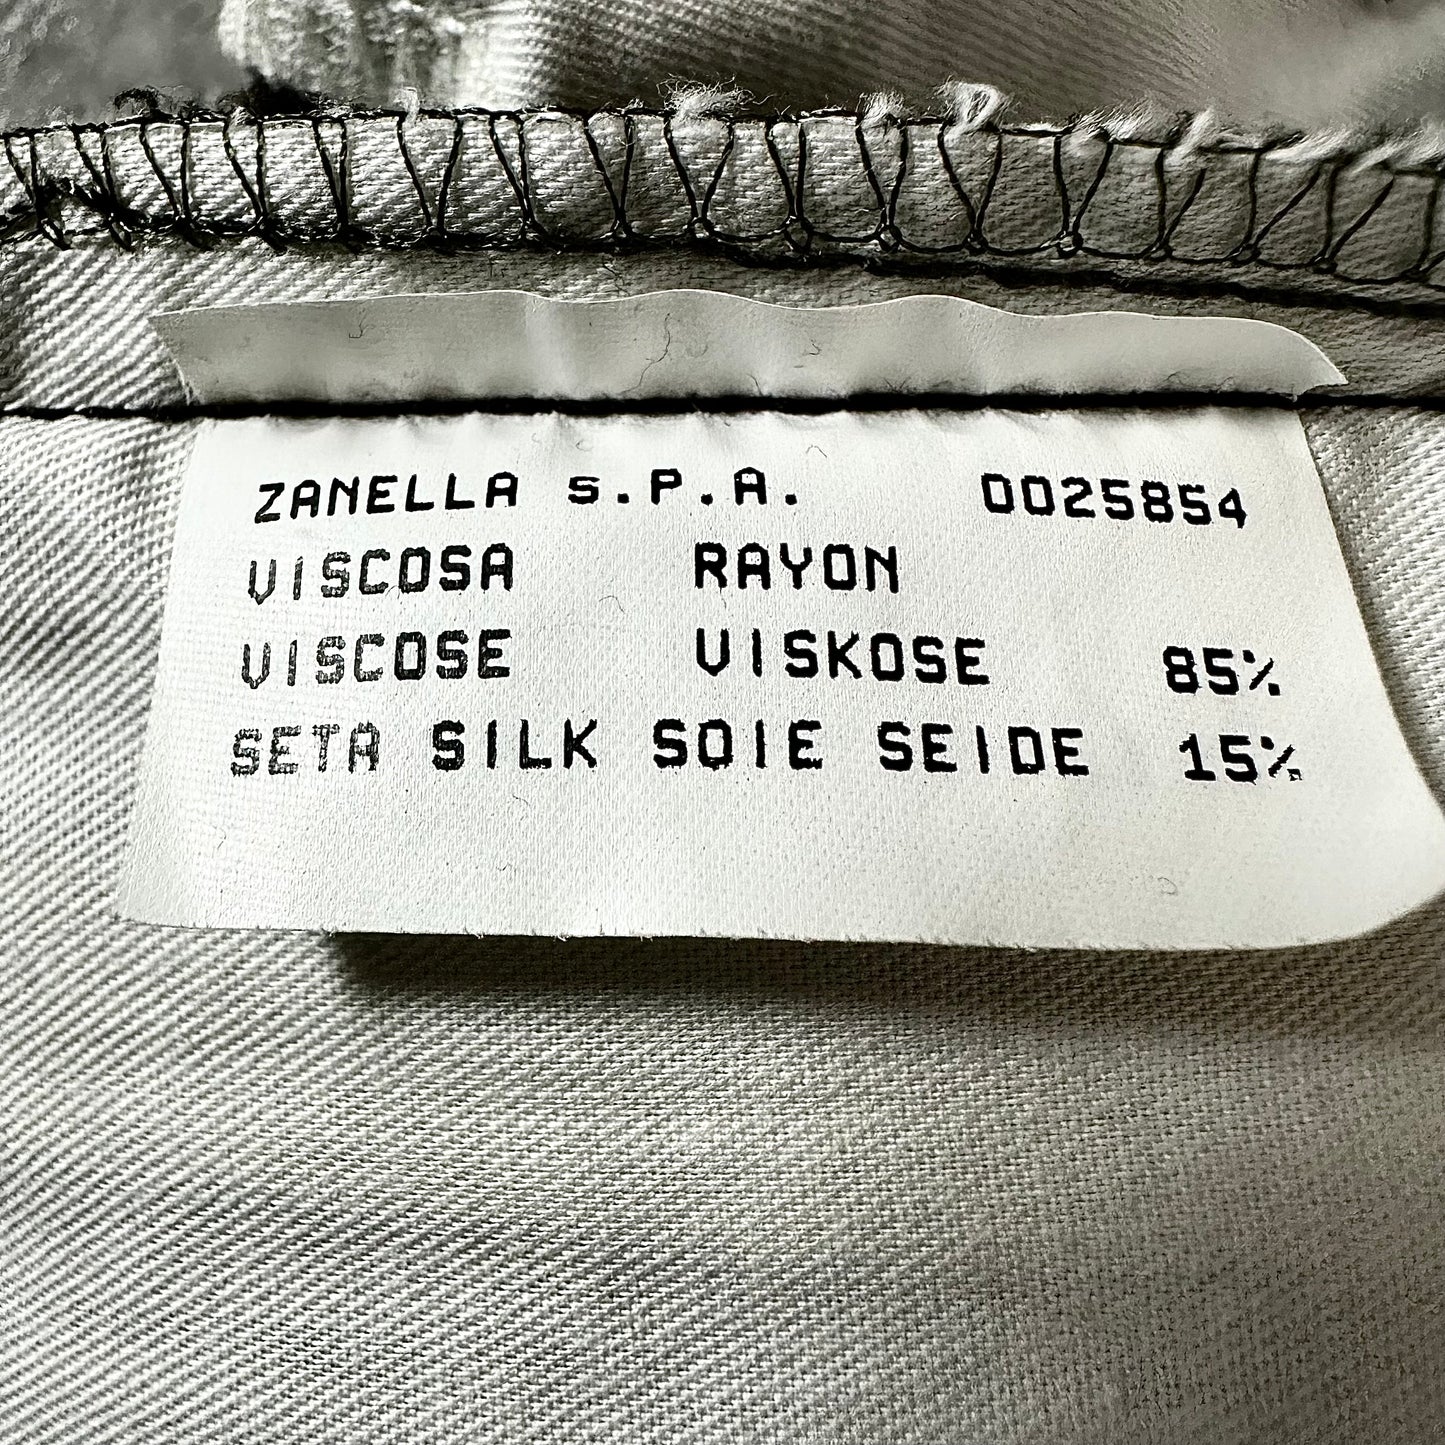 ZANELLA s.P.A. 0025854
VISCOSA RAYON
VISCOSE VISKOSE 85%
SETA SILK SOIE SEIDE 15%